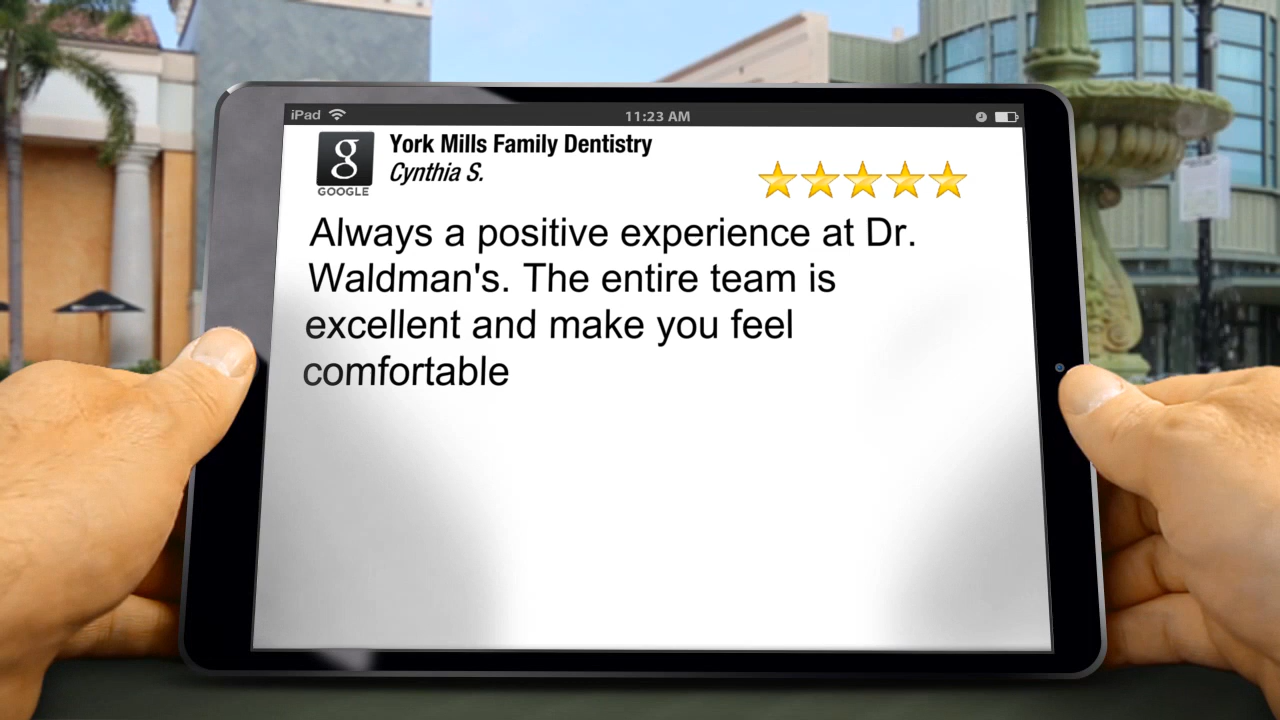 iPad 11:23 AM
g
GOOGLE
York Mills Family Dentistry
Cynthia S.
Always a positive experience at Dr.
Waldman's. The entire team is
excellent and make you feel
comfortable